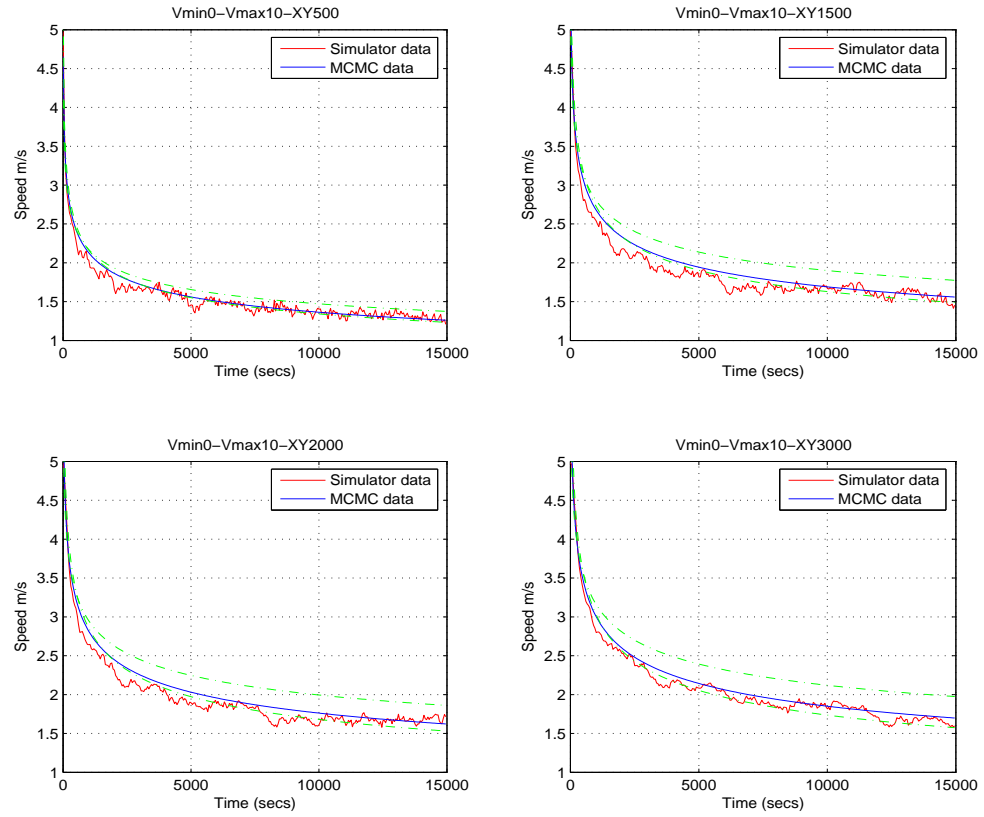 Vmin0−Vmax10−XY500
5
4.5
4
3.5
3
2.5
2
1.5
1
Speed m/s
Simulator data
MCMC data
0 5000 10000 15000
Time (secs)
Vmin0−Vmax10−XY1500
5
4.5
4
3.5
3
2.5
2
1.5
1
Speed m/s
Simulator data
MCMC data
0 5000 10000 15000
Time (secs)
Vmin0−Vmax10−XY2000
5
4.5
4
3.5
3
2.5
2
1.5
1
Speed m/s
Simulator data
MCMC data
0 5000 10000 15000
Time (secs)
Vmin0−Vmax10−XY3000
5
4.5
4
3.5
3
2.5
2
1.5
1
Speed m/s
Simulator data
MCMC data
0 5000 10000 15000
Time (secs)